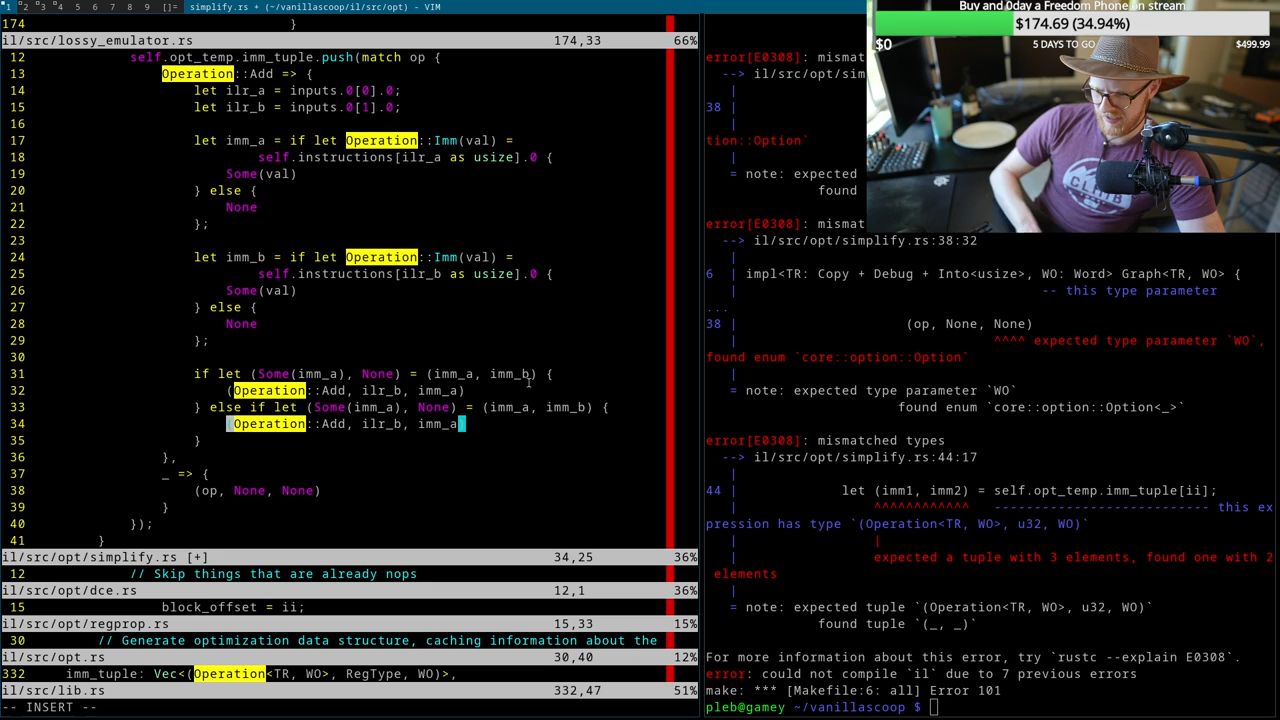 1 2 3 4 5 6 7 8 9 []= simplify.rs + (~/vanillascoop/il/src/opt) - VIM
174 }
il/src/lossy_emulator.rs 174,33 66%
12 self.opt_temp.imm_tuple.push(match op {
13 Operation::Add => {
14 let ilr_a = inputs.0[0].0;
15 let ilr_b = inputs.0[1].0;
16
17 let imm_a = if let Operation::Imm(val) =
18 self.instructions[ilr_a as usize].0 {
19 Some(val)
20 } else {
21 None
22 };
23
24 let imm_b = if let Operation::Imm(val) =
25 self.instructions[ilr_b as usize].0 {
26 Some(val)
27 } else {
28 None
29 };
30
31 if let (Some(imm_a), None) = (imm_a, imm_b) {
32 (Operation::Add, ilr_b, imm_a)
33 } else if let (Some(imm_a), None) = (imm_a, imm_b) {
34 (Operation::Add, ilr_b, imm_a)
35 }
36 },
37 _ => {
38 (op, None, None)
39 }
40 });
41 }
il/src/opt/simplify.rs [+] 34,25 36%
12 // Skip things that are already nops
il/src/opt/dce.rs 12,1 36%
15 block_offset = ii;
il/src/opt/regprop.rs 15,33 15%
30 // Generate optimization data structure, caching information about the
il/src/opt.rs 30,40 12%
332 imm_tuple: Vec<(Operation<TR, WO>, RegType, WO)>,
il/src/lib.rs 332,47 51%
-- INSERT --
Buy and 0day a Freedom Phone on stream
$174.69 (34.94%)
$0 5 DAYS TO GO $499.99
CLIMB
error[E0308]: mismat
--> il/src/opt/sim
|
38 |
|
tion::Option`
|
= note: expected
found
error[E0308]: mismat
--> il/src/opt/simplify.rs:38:32
|
6 | impl<TR: Copy + Debug + Into<usize>, WO: Word> Graph<TR, WO> {
| -- this type parameter
...
38 | (op, None, None)
| ^^^^ expected type parameter `WO`,
found enum `core::option::Option`
|
= note: expected type parameter `WO`
found enum `core::option::Option<_>`
error[E0308]: mismatched types
--> il/src/opt/simplify.rs:44:17
|
44 | let (imm1, imm2) = self.opt_temp.imm_tuple[ii];
| ^^^^^^^^^^^^ -------------------------- this ex
pression has type `(Operation<TR, WO>, u32, WO)`
| |
| expected a tuple with 3 elements, found one with 2
elements
|
= note: expected tuple `(Operation<TR, WO>, u32, WO)`
found tuple `(_, _)`
For more information about this error, try `rustc --explain E0308`.
error: could not compile `il` due to 7 previous errors
make: *** [Makefile:6: all] Error 101
pleb@gamey ~/vanillascoop $